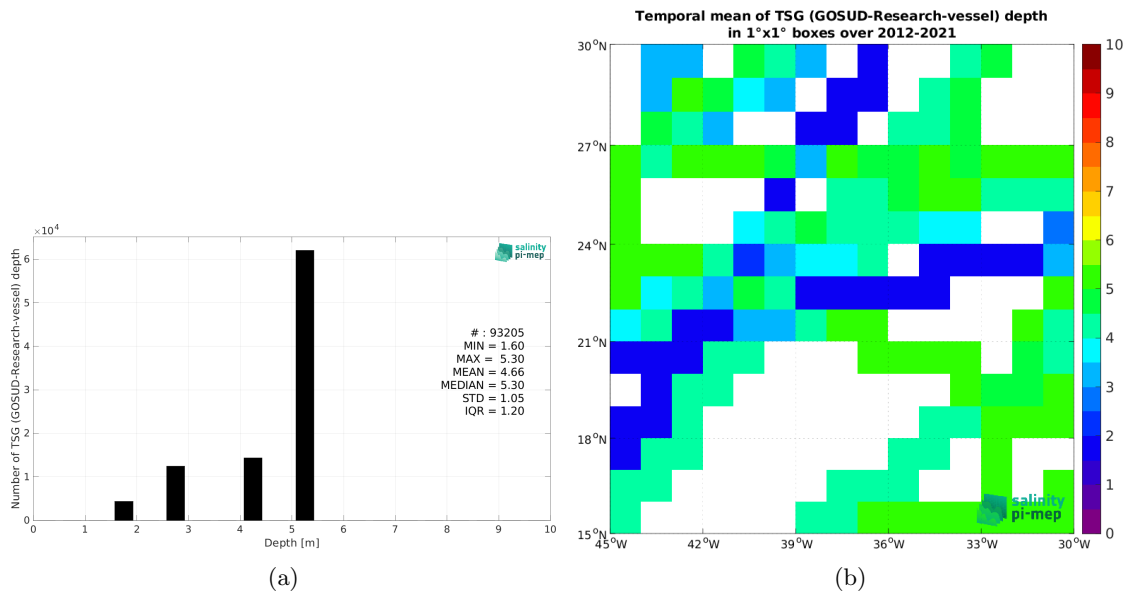 ×10⁴
6
5
4
3
2
1
0
Number of TSG (GOSUD-Research-vessel) depth
salinity
pi-mep
# : 93205
MIN = 1.60
MAX = 5.30
MEAN = 4.66
MEDIAN = 5.30
STD = 1.05
IQR = 1.20
0 1 2 3 4 5 6 7 8 9 10
Depth [m]
(a)
Temporal mean of TSG (GOSUD-Research-vessel) depth
in 1°x1° boxes over 2012-2021
30°N
27°N
24°N
21°N
18°N
15°N
45°W 42°W 39°W 36°W 33°W 30°W
salinity
pi-mep
10
9
8
7
6
5
4
3
2
1
0
(b)